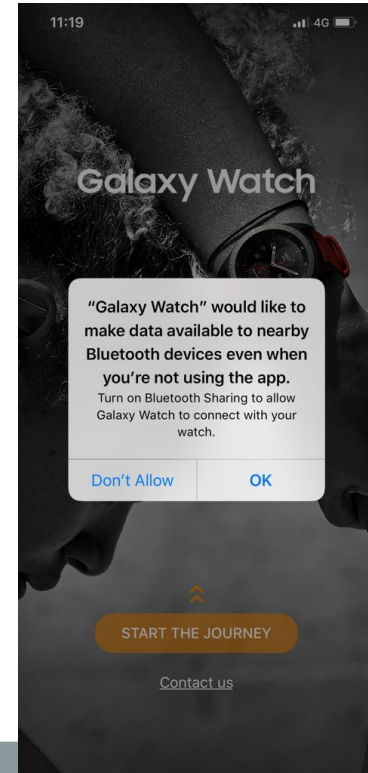 11:19
4G
Galaxy Watch
"Galaxy Watch" would like to
make data available to nearby
Bluetooth devices even when
you're not using the app.
Turn on Bluetooth Sharing to allow
Galaxy Watch to connect with your
watch.
Don't Allow
OK
START THE JOURNEY
Contact us